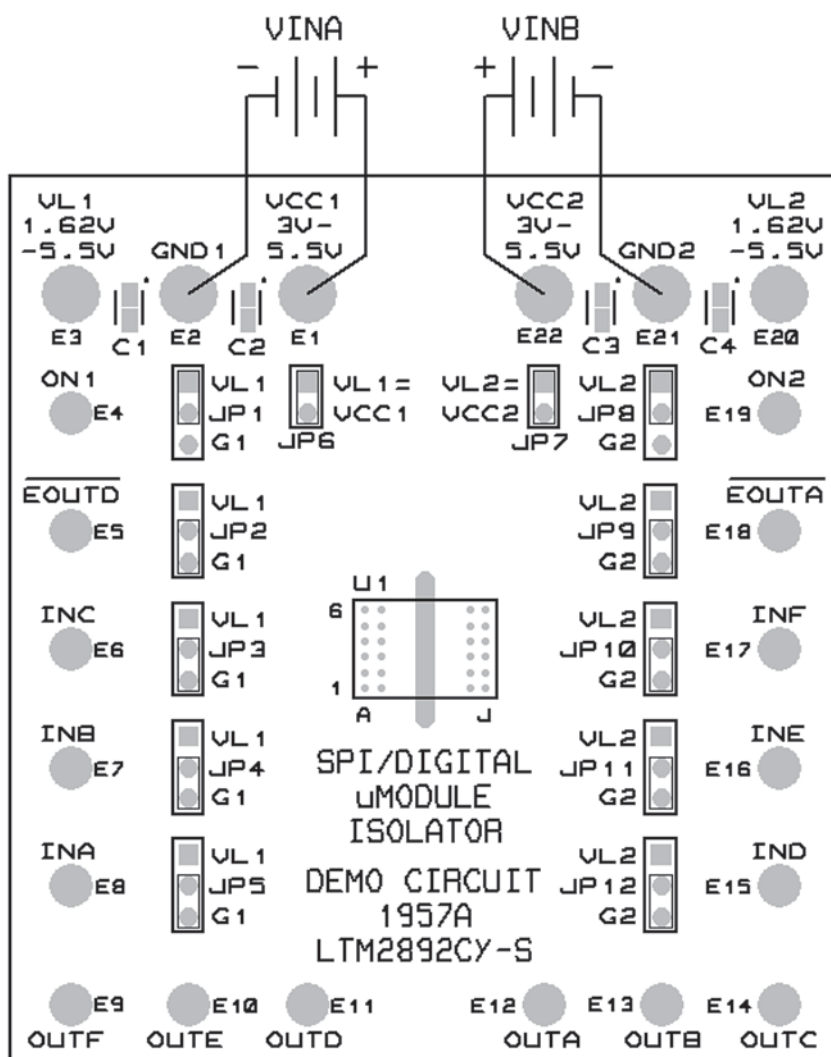 VINA VINB
- + + -
VL1 VCC1 VCC2 VL2
1.62V 3V- 3V- 1.62V
-5.5V GND1 5.5V 5.5V GND2 -5.5V
E3 C1 E2 C2 E1 E22 C3 E21 C4 E20
ON1 VL1 VL1= VL2= VL2 ON2
E4 JP1 VCC1 VCC2 JP8 E19
G1 JP6 JP7 G2
EOUTD VL1 VL2 EOUTA
E5 JP2 JP9 E18
G1 G2
U1
INC VL1 6 VL2 INF
E6 JP3 JP10 E17
G1 1 G2
A J
INB VL1 VL2 INE
E7 JP4 SPI/DIGITAL JP11 E16
G1 uMODULE G2
ISOLATOR
INA VL1 VL2 IND
E8 JP5 DEMO CIRCUIT JP12 E15
G1 1957A G2
LTM2892CY-S
E9 E10 E11 E12 E13 E14
OUTF OUTE OUTD OUTA OUTB OUTC